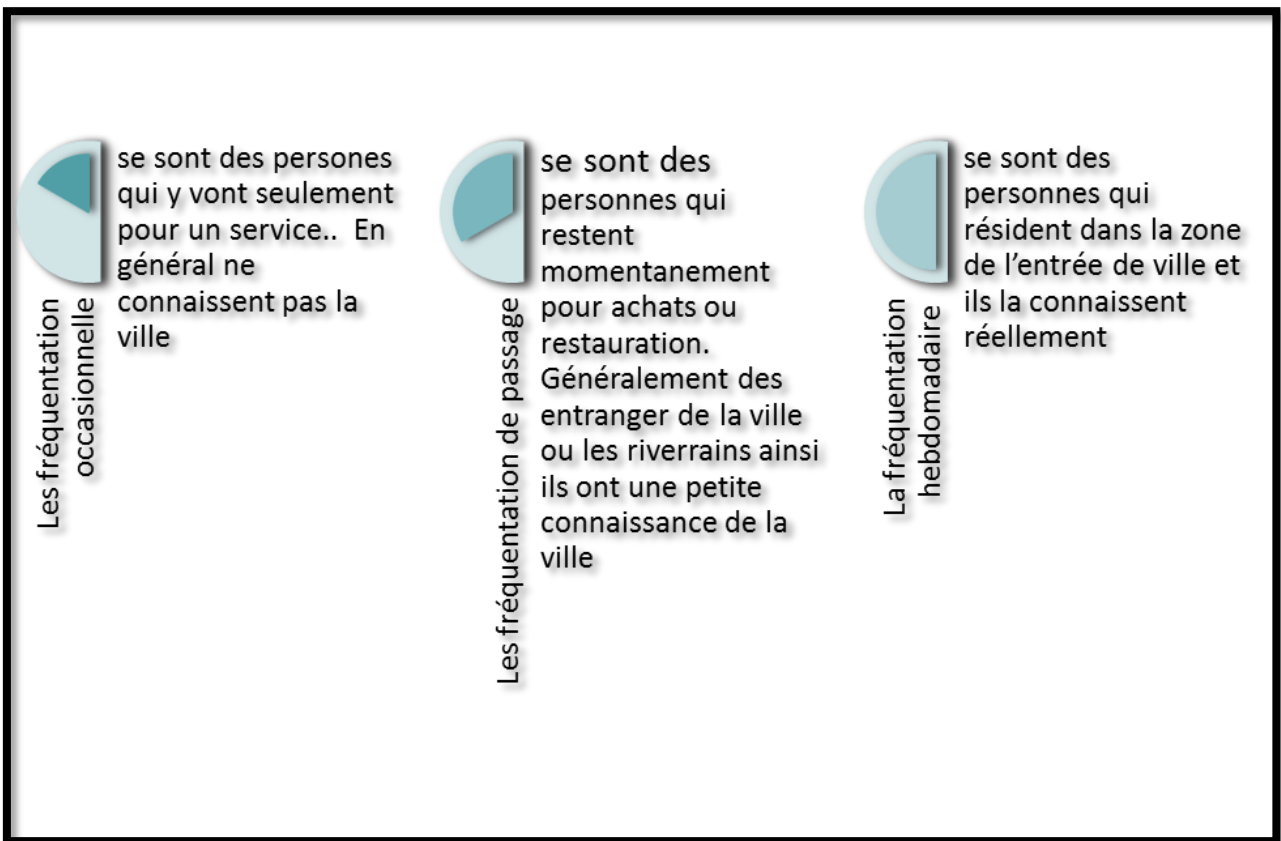 Les fréquentation
occasionnelle
se sont des persones
qui y vont seulement
pour un service.. En
général ne
connaissent pas la
ville
Les fréquentation de passage
se sont des
personnes qui
restent
momentanement
pour achats ou
restauration.
Généralement des
entranger de la ville
ou les riverrains ainsi
ils ont une petite
connaissance de la
ville
La fréquentation
hebdomadaire
se sont des
personnes qui
résident dans la zone
de l'entrée de ville et
ils la connaissent
réellement